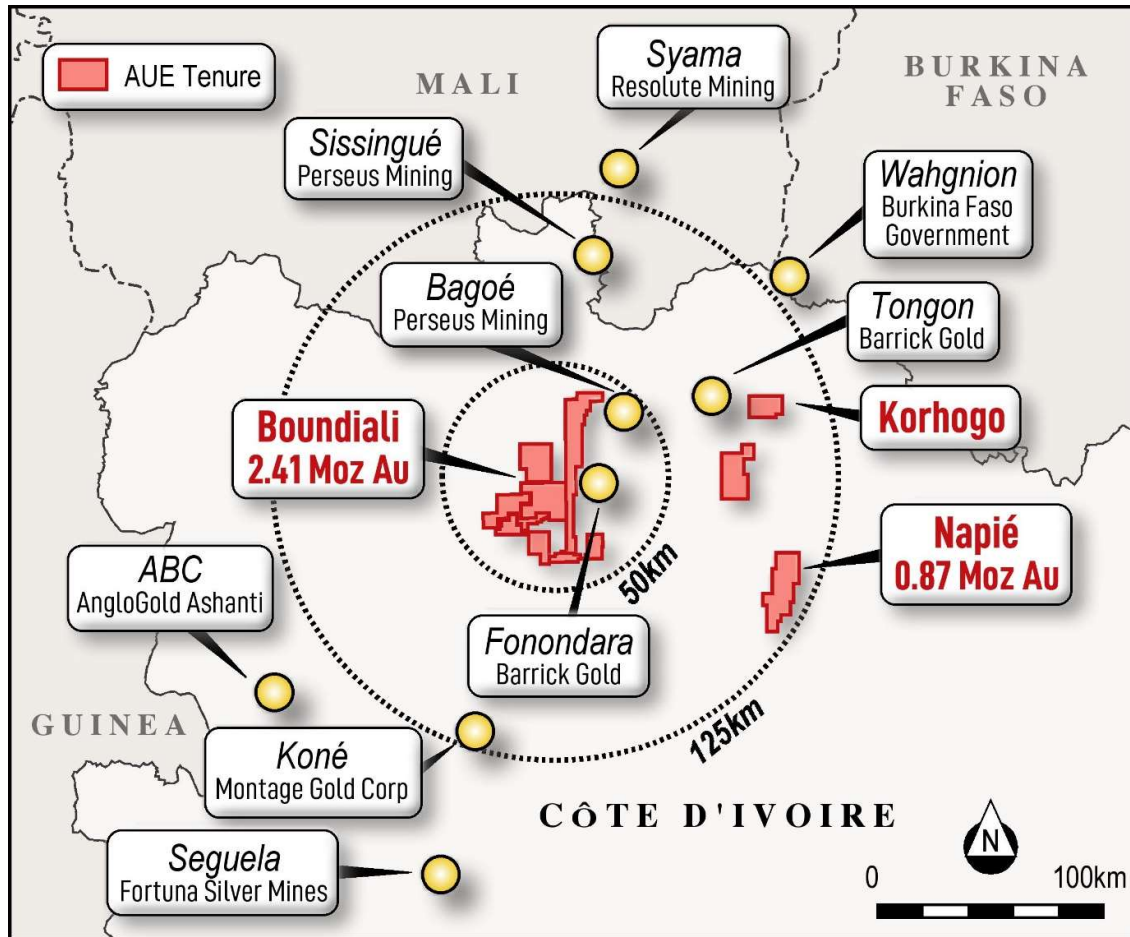 AUE Tenure
MALI
Syama
Resolute Mining
BURKINA
FASO
Sissingué
Perseus Mining
Wahgnion
Burkina Faso
Government
Bagoé
Perseus Mining
Tongon
Barrick Gold
Boundiali
2.41 Moz Au
Korhogo
Napié
0.87 Moz Au
50km
ABC
AngloGold Ashanti
Fonondara
Barrick Gold
GUINEA
125km
Koné
Montage Gold Corp
CÔTE D'IVOIRE
N
Seguela
Fortuna Silver Mines
0
100km